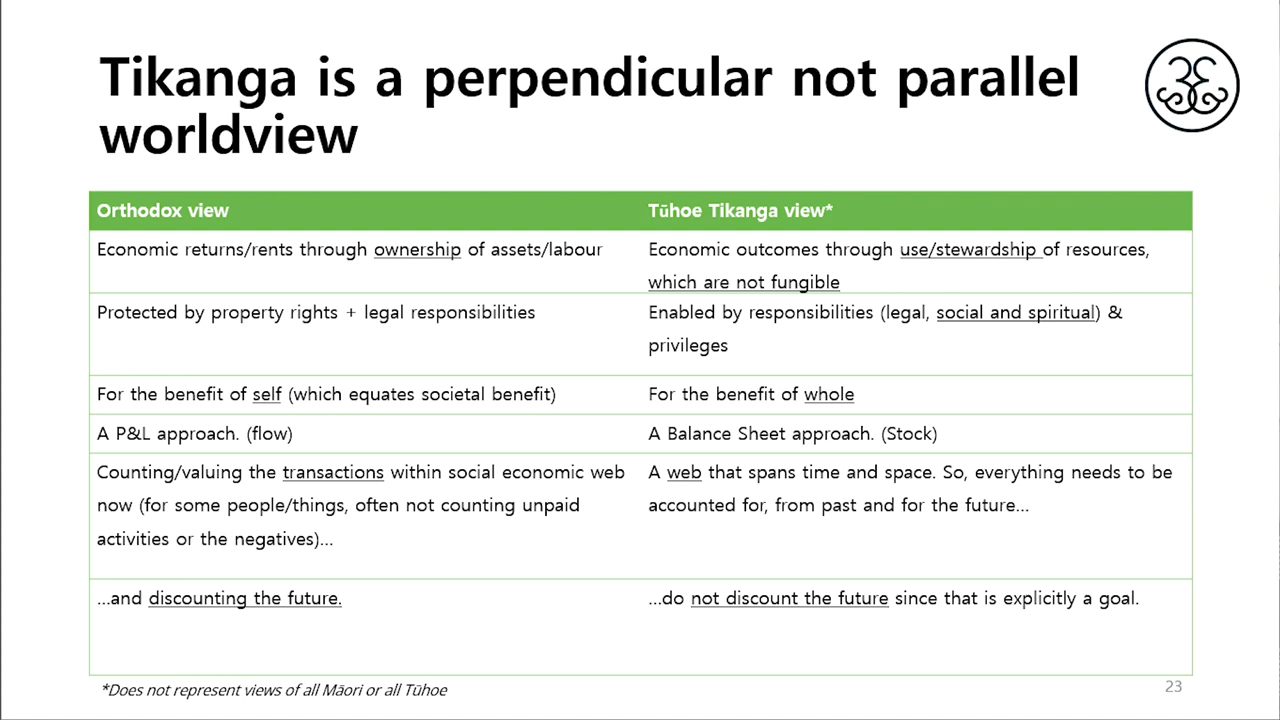 Tikanga is a perpendicular not parallel
worldview
Orthodox view
Tūhoe Tikanga view*
Economic returns/rents through ownership of assets/labour
Economic outcomes through use/stewardship of resources,
which are not fungible
Protected by property rights + legal responsibilities
Enabled by responsibilities (legal, social and spiritual) &
privileges
For the benefit of self (which equates societal benefit)
For the benefit of whole
A P&L approach. (flow)
A Balance Sheet approach. (Stock)
Counting/valuing the transactions within social economic web
now (for some people/things, often not counting unpaid
activities or the negatives)...
A web that spans time and space. So, everything needs to be
accounted for, from past and for the future...
...and discounting the future.
...do not discount the future since that is explicitly a goal.
*Does not represent views of all Māori or all Tūhoe
23